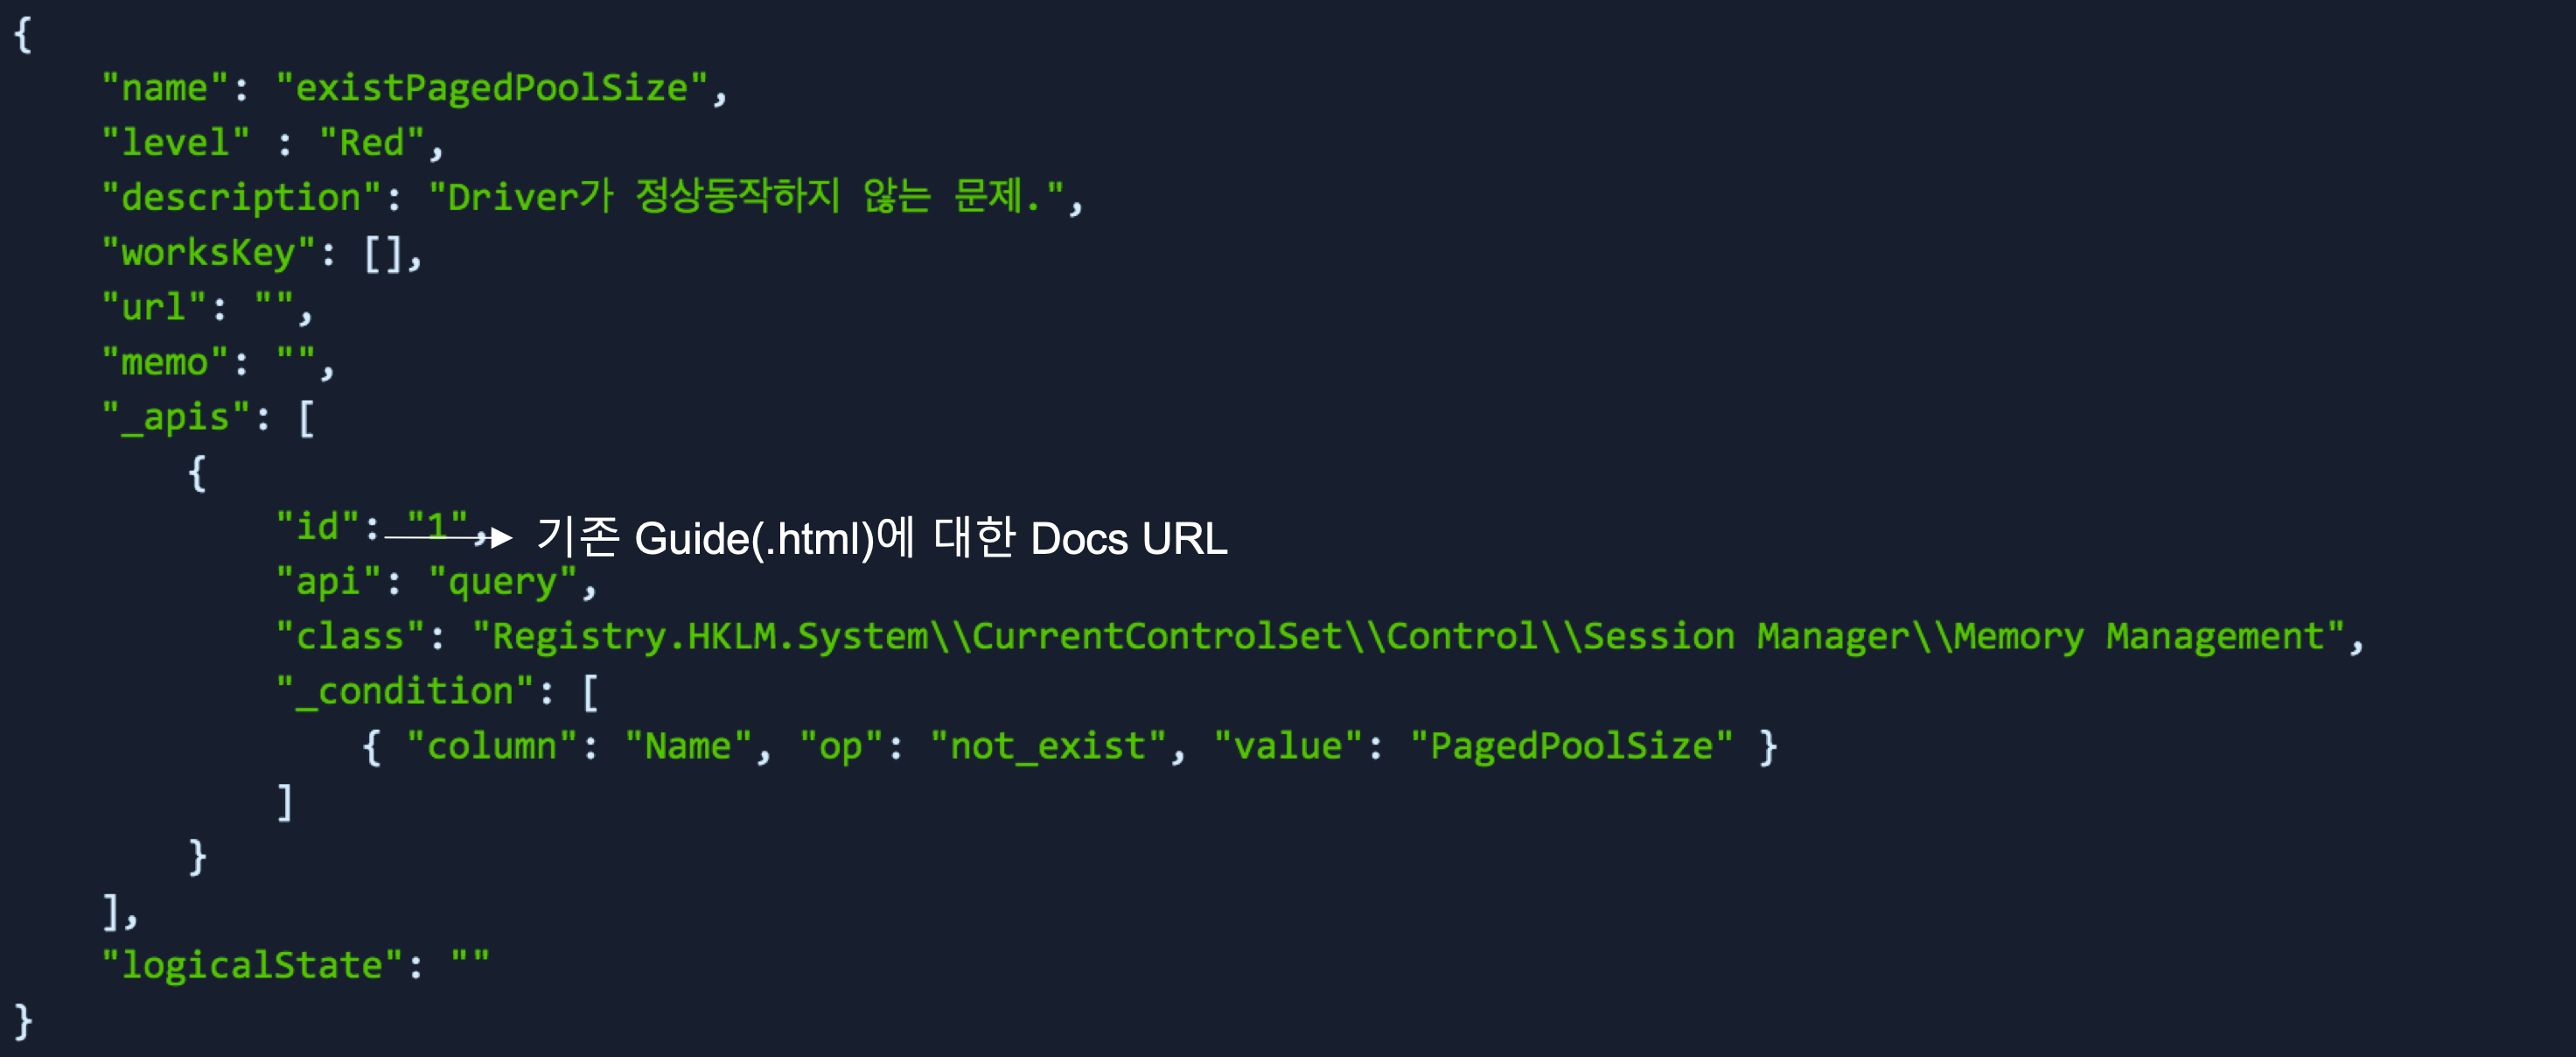 {
"name": "existPagedPoolSize",
"level" : "Red",
"description": "Driver가 정상동작하지 않는 문제.",
"worksKey": [],
"url": "",
"memo": "",
"_apis": [
{
"id": "1", 기존 Guide(.html)에 대한 Docs URL
"api": "query",
"class": "Registry.HKLM.System\\CurrentControlSet\\Control\\Session Manager\\Memory Management",
"_condition": [
{ "column": "Name", "op": "not_exist", "value": "PagedPoolSize" }
]
}
],
"logicalState": ""
}